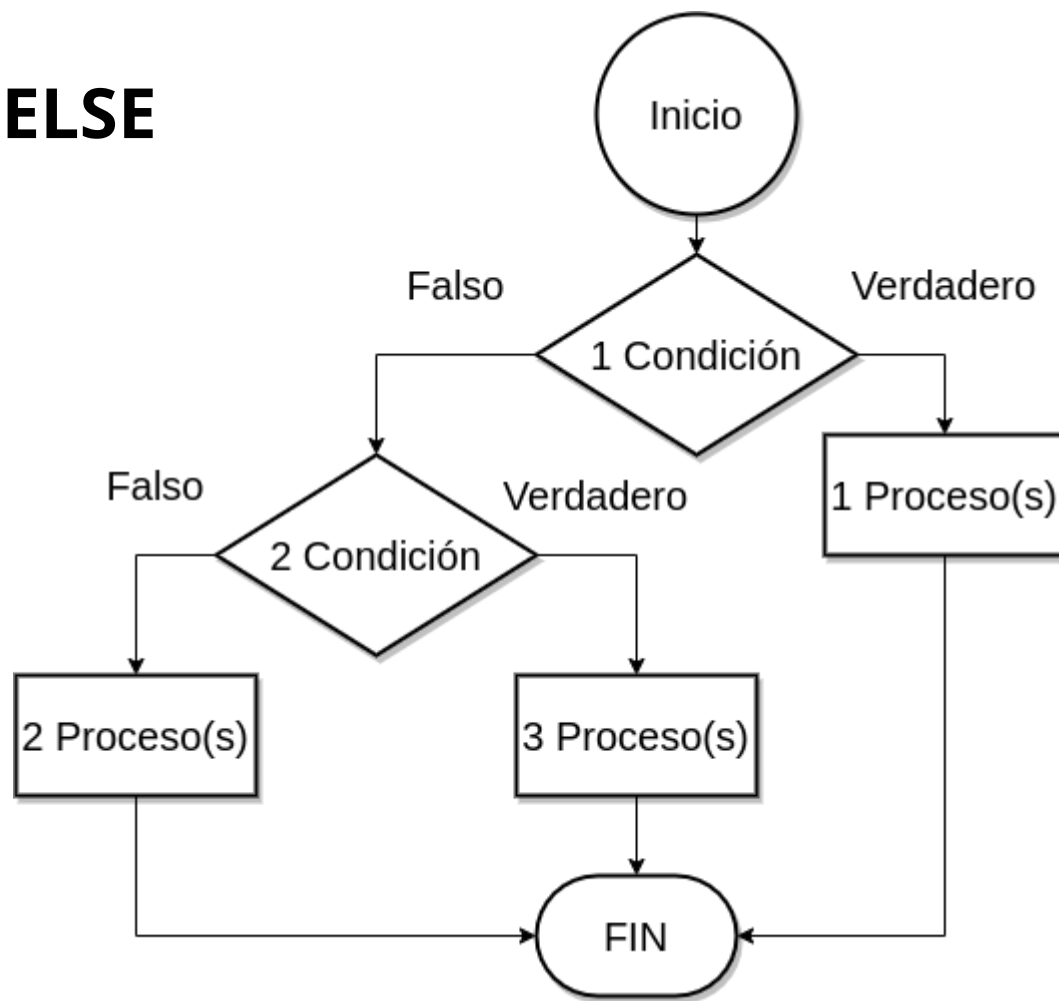 ELSE
Inicio
Falso
Verdadero
1 Condición
1 Proceso(s)
Falso
Verdadero
2 Condición
2 Proceso(s)
3 Proceso(s)
FIN